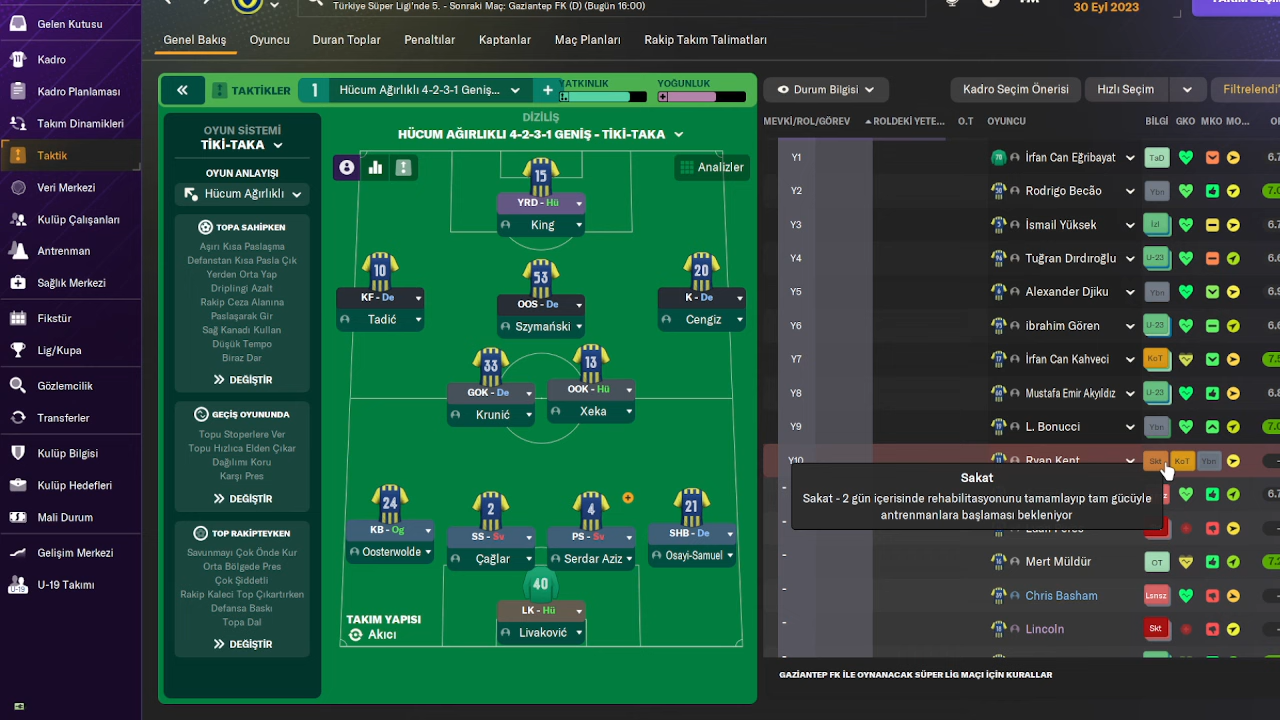 Türkiye Süper Ligi'nde 5. - Sonraki Maç: Gaziantep FK (D) (Bugün 16:00)
30 Eyl 2023
Gelen Kutusu
Kadro
Kadro Planlaması
Takım Dinamikleri
Taktik
Veri Merkezi
Kulüp Çalışanları
Antrenman
Sağlık Merkezi
Fikstür
Lig/Kupa
Gözlemcilik
Transferler
Kulüp Bilgisi
Kulüp Hedefleri
Mali Durum
Gelişim Merkezi
U-19 Takımı
Genel Bakış Oyuncu Duran Toplar Penaltılar Kaptanlar Maç Planları Rakip Takım Talimatları
TAKTİKLER 1 Hücum Ağırlıklı 4-2-3-1 Geniş... YATKINLIK YOĞUNLUK
OYUN SİSTEMİ
TİKİ-TAKA
OYUN ANLAYIŞI
Hücum Ağırlıklı
TOPA SAHİPKEN
Aşırı Kısa Paslaşma
Defanstan Kısa Pasla Çık
Yerden Orta Yap
Driplingi Azalt
Rakip Ceza Alanına
Paslaşarak Gir
Sağ Kanadı Kullan
Düşük Tempo
Biraz Dar
DEĞİŞTİR
GEÇİŞ OYUNUNDA
Topu Stoperlere Ver
Topu Hızlıca Elden Çıkar
Dağılımı Koru
Karşı Pres
DEĞİŞTİR
TOP RAKİPTEYKEN
Savunmayı Çok Önde Kur
Orta Bölgede Pres
Çok Şiddetli
Rakip Kaleci Top Çıkartırken
Defansa Baskı
Topa Dal
DEĞİŞTİR
DİZİLİŞ
HÜCUM AĞIRLIKLI 4-2-3-1 GENİŞ - TİKİ-TAKA
Analizler
15
YRD - Hü
King
10 53 20
KF - De OOS - De K - De
Tadić Szymański Cengiz
33 13
GOK - De OOK - Hü
Krunić Xeka
24 2 4 21
KB - Og SS - Sv PS - Sv SHB - De
Oosterwolde Çağlar Serdar Aziz Osayi-Samuel
40
LK - Hü
Livaković
TAKIM YAPISI
Akıcı
Durum Bilgisi Kadro Seçim Önerisi Hızlı Seçim Filtrelendi
MEVKİ/ROL/GÖREV ROLDEKİ YETE... O.T OYUNCU BİLGİ GKO MKO MO...
Y1 İrfan Can Eğribayat TaD
Y2 Rodrigo Becão Ybn
Y3 İsmail Yüksek İzl
Y4 Tuğran Dırdıroğlu U-23
Y5 Alexander Djiku Ybn
Y6 ibrahim Gören U-23
Y7 İrfan Can Kahveci KoT
Y8 Mustafa Emir Akyıldız U-23
Y9 L. Bonucci Ybn
Y10 Ryan Kent Skt KoT Ybn
Sakat
Sakat - 2 gün içerisinde rehabilitasyonunu tamamlayıp tam gücüyle
antrenmanlara başlaması bekleniyor
Mert Müldür OT
Chris Basham Lsnsz
Lincoln Skt
GAZİANTEP FK İLE OYNANACAK SÜPER LİG MAÇI İÇİN KURALLAR